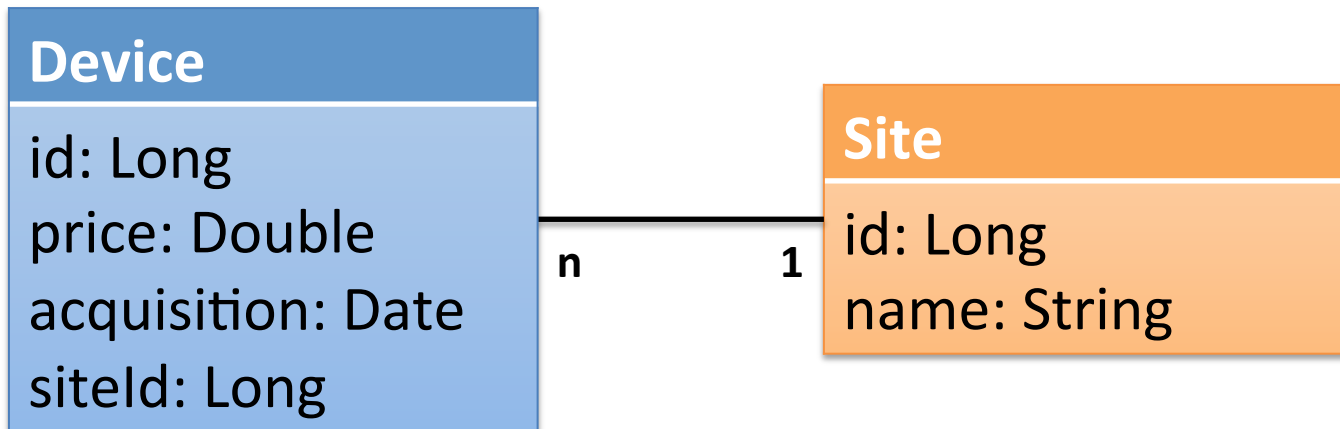 Device
id: Long
price: Double
acquisition: Date
siteId: Long
n
1
Site
id: Long
name: String